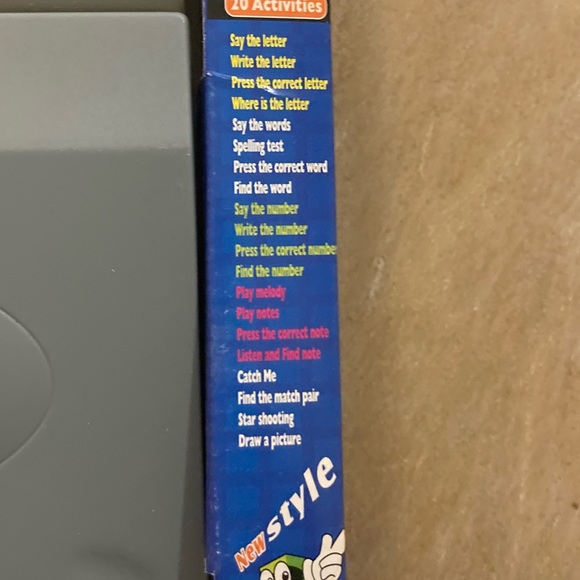 20 Activities
Say the letter
Write the letter
Press the correct letter
Where is the letter
Say the words
Spelling test
Press the correct word
Find the word
Say the number
Write the number
Press the correct number
Find the number
Play melody
Play notes
Press the correct note
Listen and Find note
Catch Me
Find the match pair
Star shooting
Draw a picture
New style